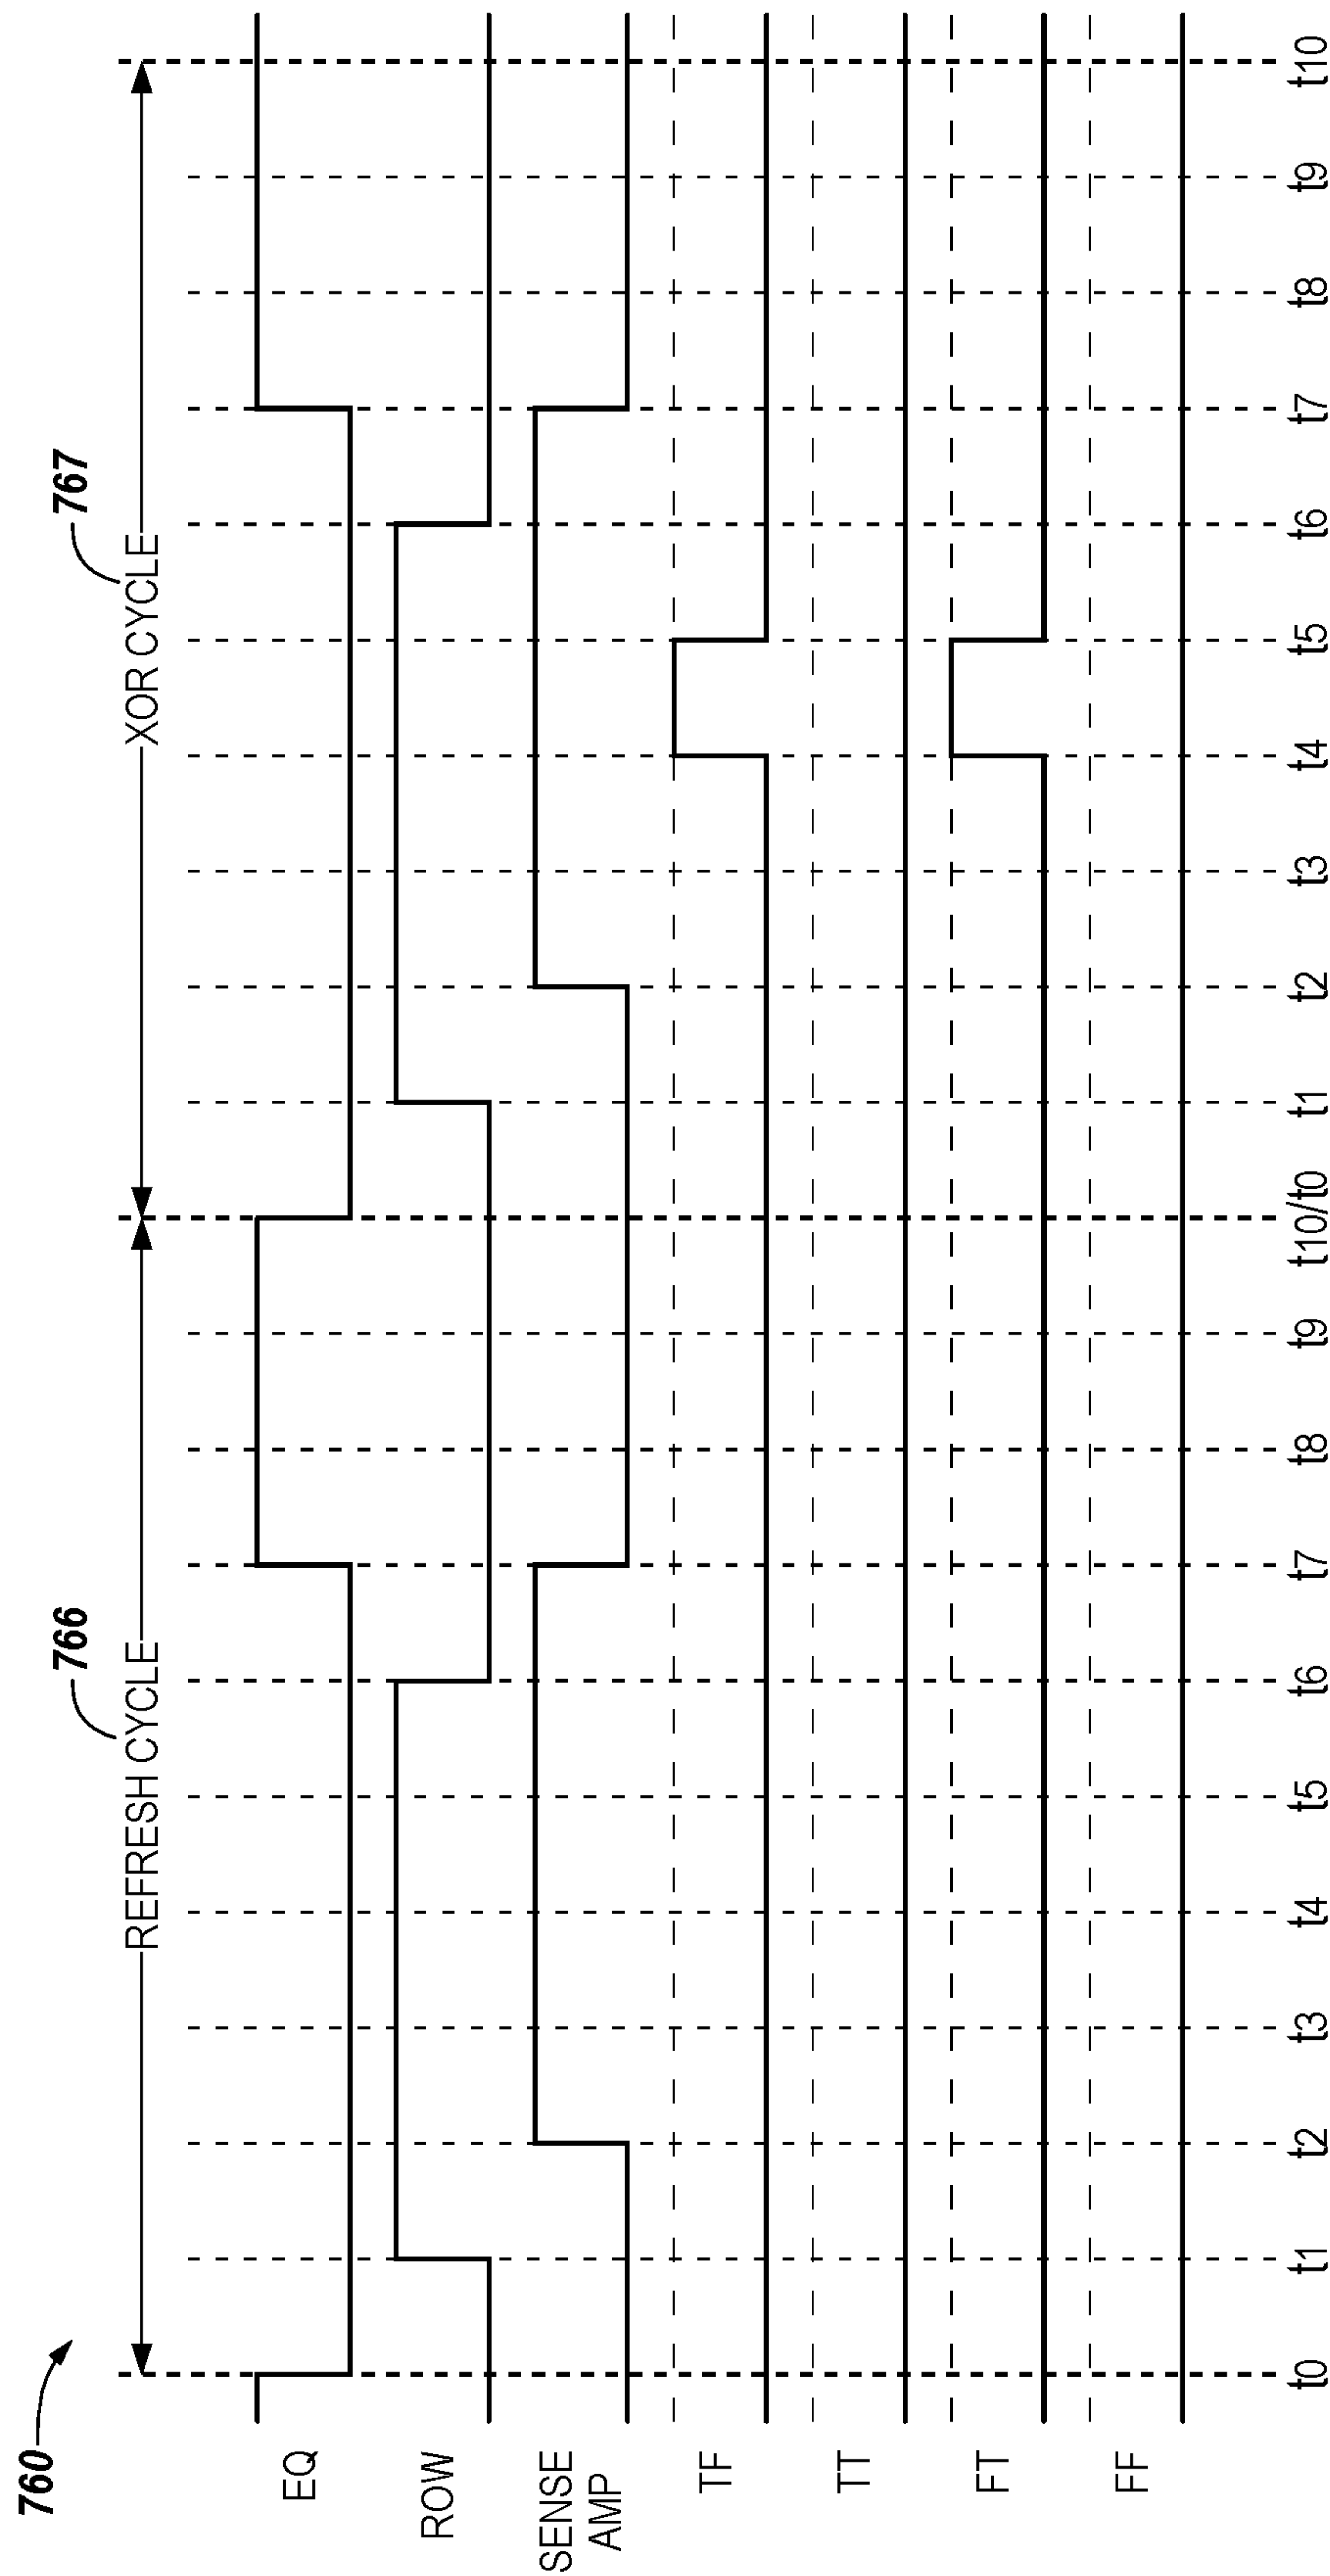 760
766
767
REFRESH CYCLE
XOR CYCLE
EQ
ROW
SENSE
AMP
TF
TT
FT
FF
t0
t1
t2
t3
t4
t5
t6
t7
t8
t9
t10/t0
t1
t2
t3
t4
t5
t6
t7
t8
t9
t10